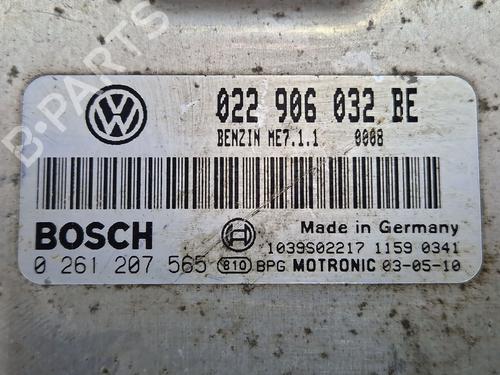 B-PARTS
022 906 032 BE
BENZIN ME7.1.1 0008
BOSCH
Made in Germany
1039S02217 1159 0341
0 261 207 565 810 BPG MOTRONIC 03-05-10